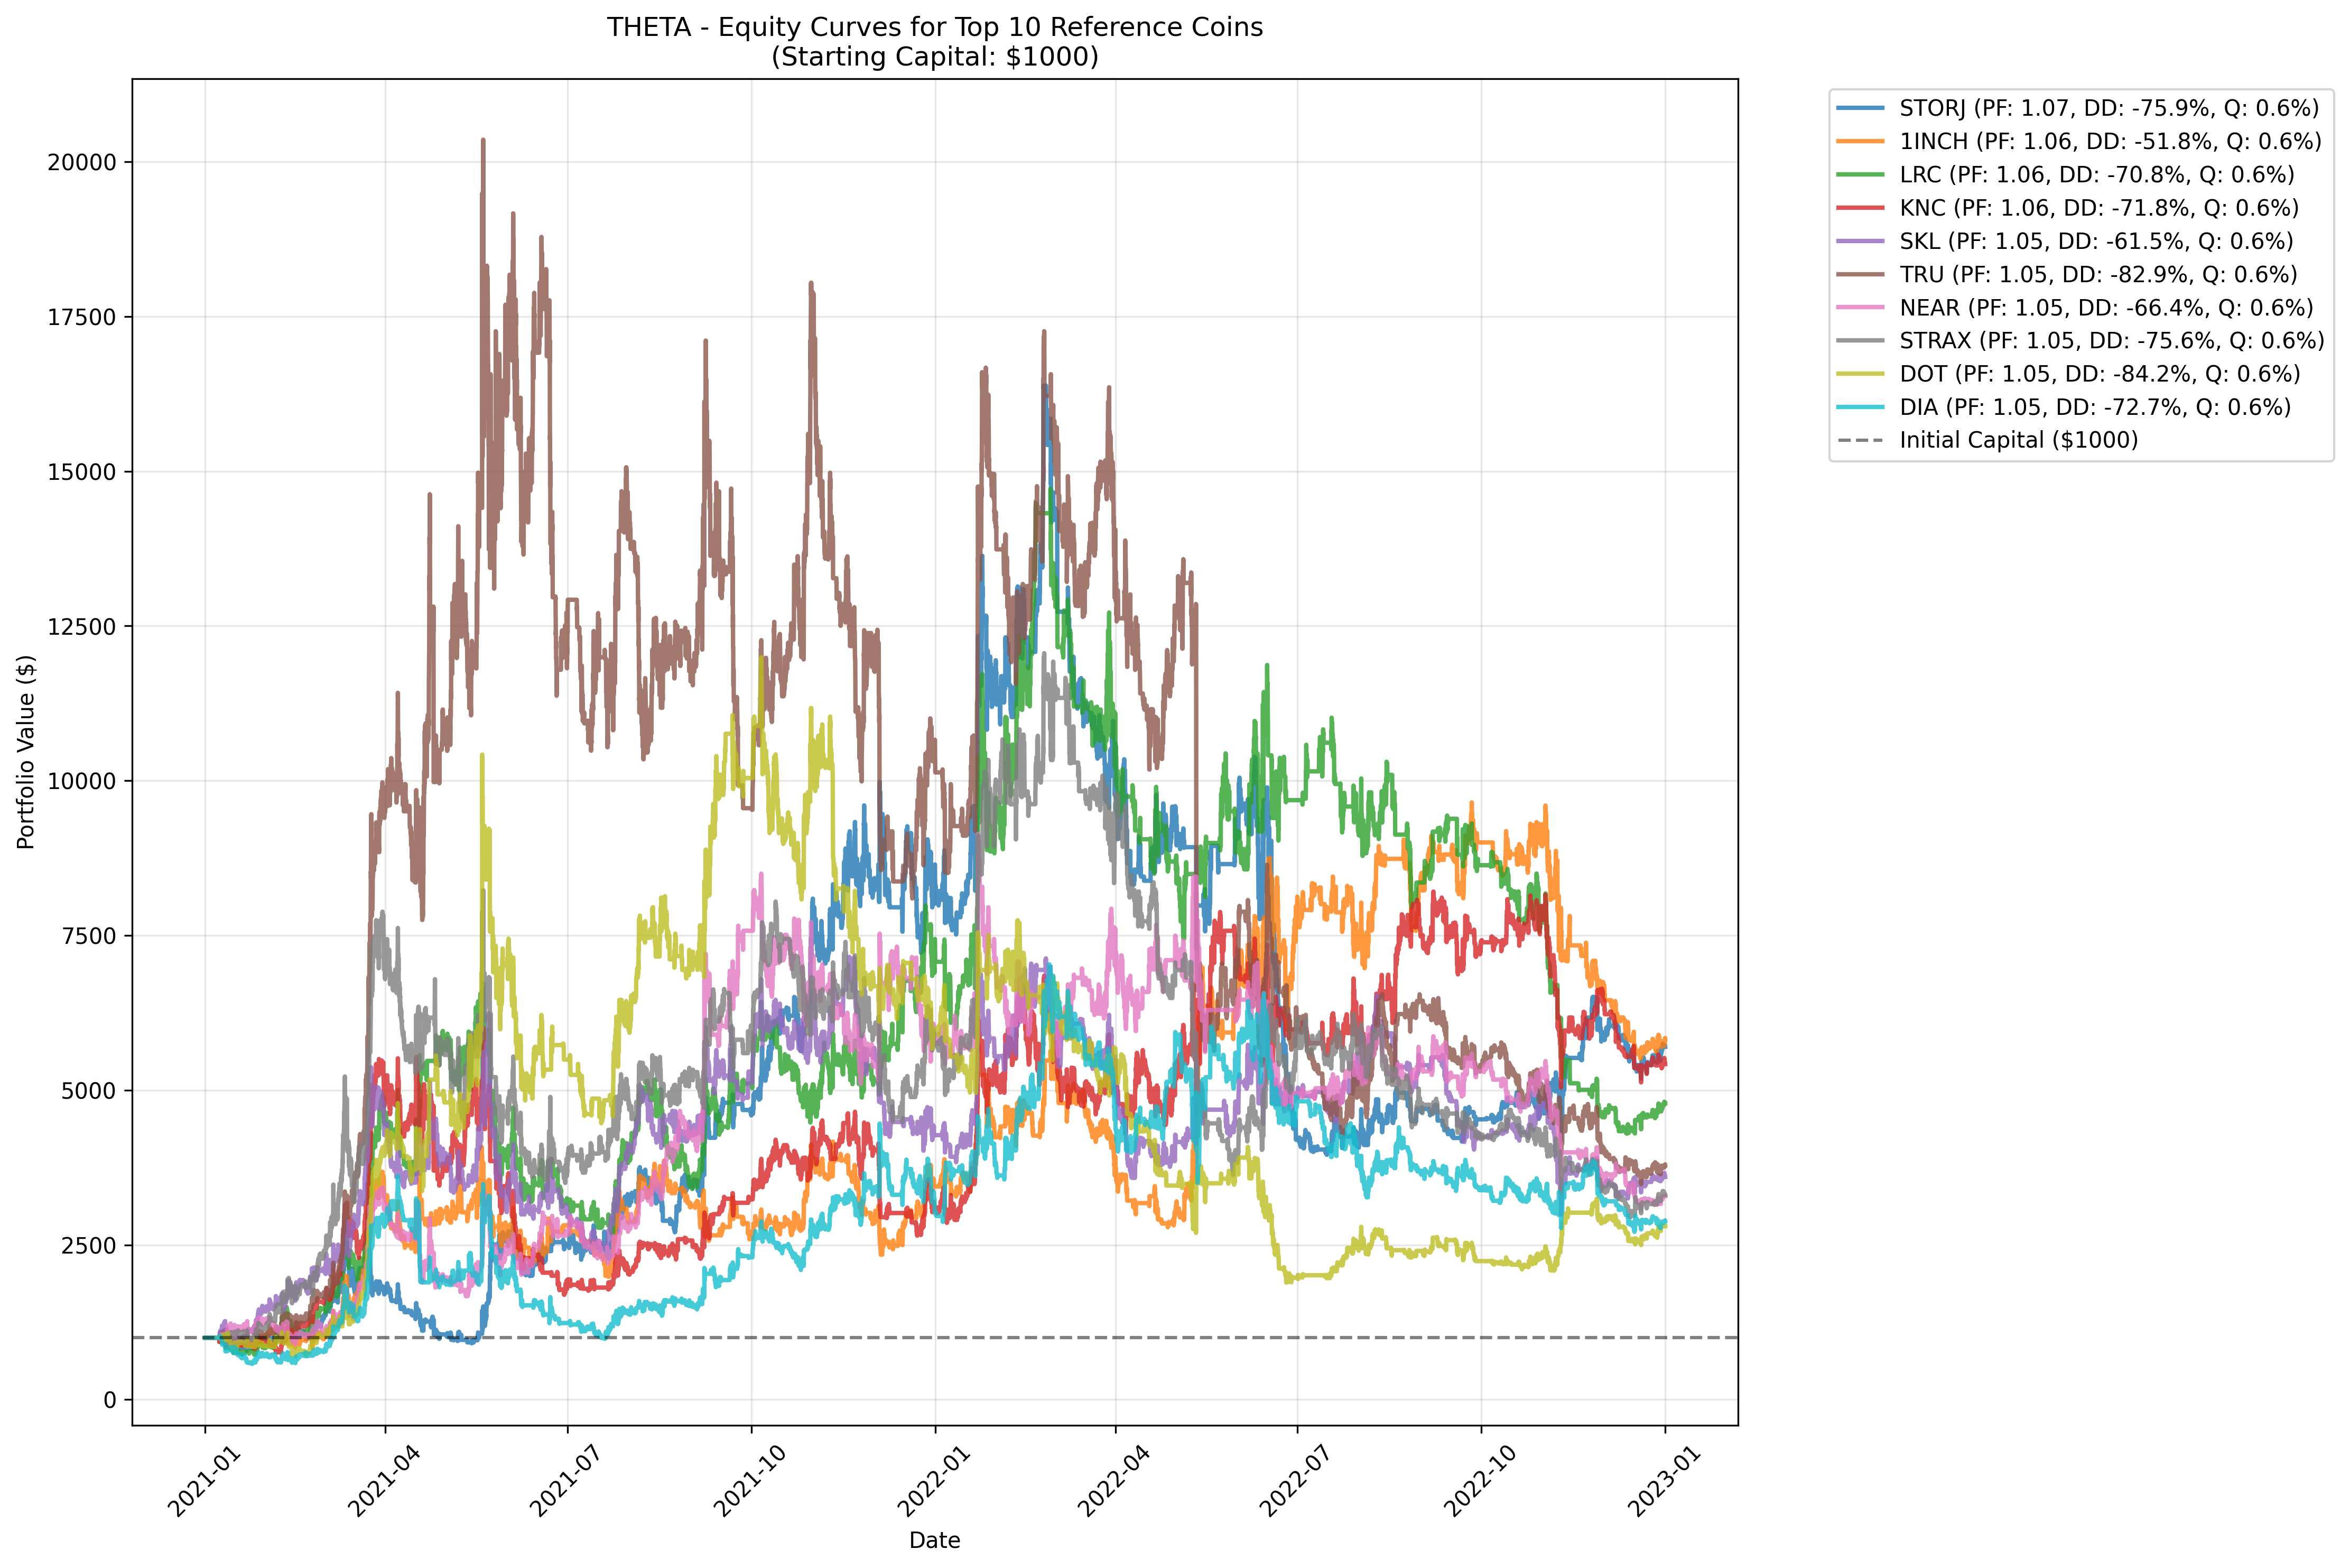 THETA - Equity Curves for Top 10 Reference Coins
(Starting Capital: $1000)
STORJ (PF: 1.07, DD: -75.9%, Q: 0.6%)
1INCH (PF: 1.06, DD: -51.8%, Q: 0.6%)
LRC (PF: 1.06, DD: -70.8%, Q: 0.6%)
KNC (PF: 1.06, DD: -71.8%, Q: 0.6%)
SKL (PF: 1.05, DD: -61.5%, Q: 0.6%)
TRU (PF: 1.05, DD: -82.9%, Q: 0.6%)
NEAR (PF: 1.05, DD: -66.4%, Q: 0.6%)
STRAX (PF: 1.05, DD: -75.6%, Q: 0.6%)
DOT (PF: 1.05, DD: -84.2%, Q: 0.6%)
DIA (PF: 1.05, DD: -72.7%, Q: 0.6%)
Initial Capital ($1000)
Portfolio Value ($)
20000
17500
15000
12500
10000
7500
5000
2500
0
2021-01
2021-04
2021-07
2021-10
2022-01
2022-04
2022-07
2022-10
2023-01
Date